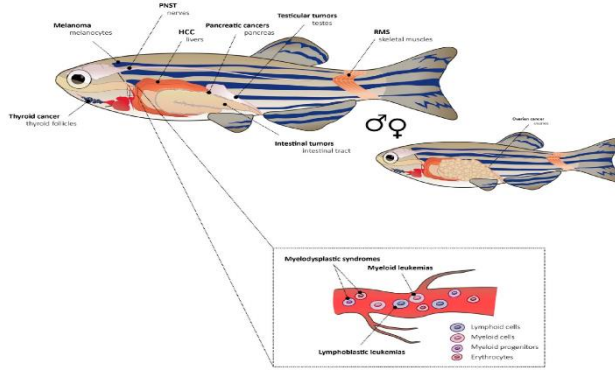 PNST
nerves
Melanoma
melanocytes
HCC
livers
Pancreatic cancers
pancreas
Testicular tumors
testes
RMS
skeletal muscles
Thyroid cancer
thyroid follicles
Intestinal tumors
intestinal tract
♂♀
Ovarian cancer
ovaries
Myelodysplastic syndromes
Myeloid leukemias
Lymphoblastic leukemias
Lymphoid cells
Myeloid cells
Myeloid progenitors
Erythrocytes